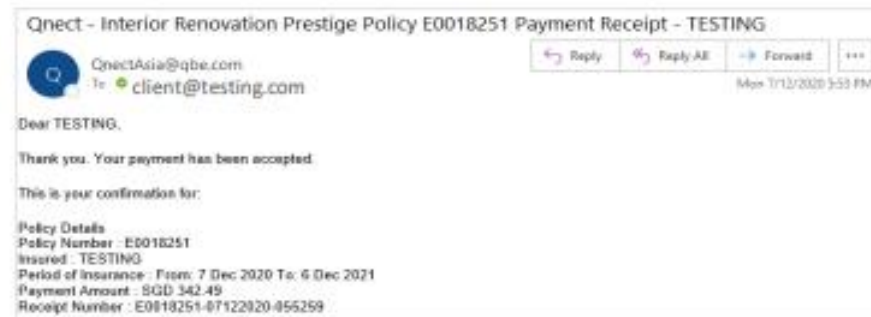 Qnect - Interior Renovation Prestige Policy E0018251 Payment Receipt - TESTING
Q
QnectAsia@qbe.com
To client@testing.com
Reply
Reply All
Forward
Mon 7/12/2020 5:53 PM
Dear TESTING,
Thank you. Your payment has been accepted
This is your confirmation for:
Policy Details
Policy Number : E0018251
Insured : TESTING
Period of Insurance : From: 7 Dec 2020 To: 6 Dec 2021
Payment Amount : SGD 342.49
Receipt Number : E0018251-07122020-055259